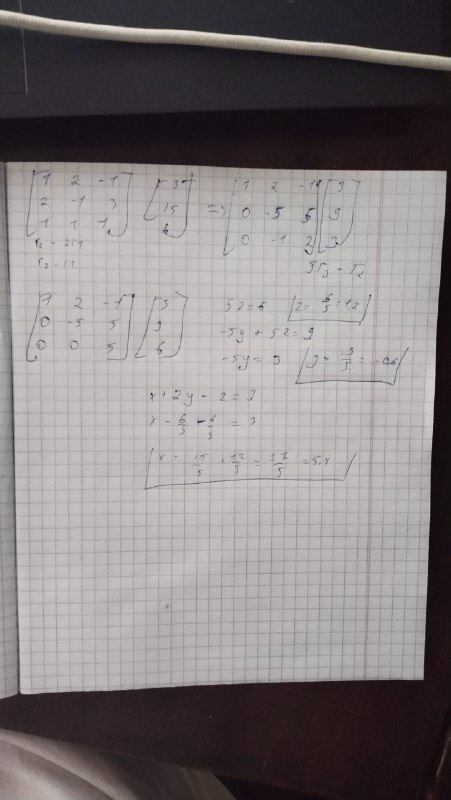 [1 2 -1] [3]    [1 2 -1] [3]
[2 -1 3] [15] => [0 -5 5] [9]
[1 1 1] [6]    [0 -1 2] [3]
r2 - 2r1
r3 - r1    5r3 - r2
[1 2 -1] [3]    5z = 6    z = 6/5 = 1,2
[0 -5 5] [9]    -5y + 5z = 9
[0 0 5] [6]    -5y = 3    y = -3/5 = -0,6
x + 2y - z = 3
x - 6/5 - 6/5 = 3
x = 15/5 + 12/5 = 27/5 = 5,4